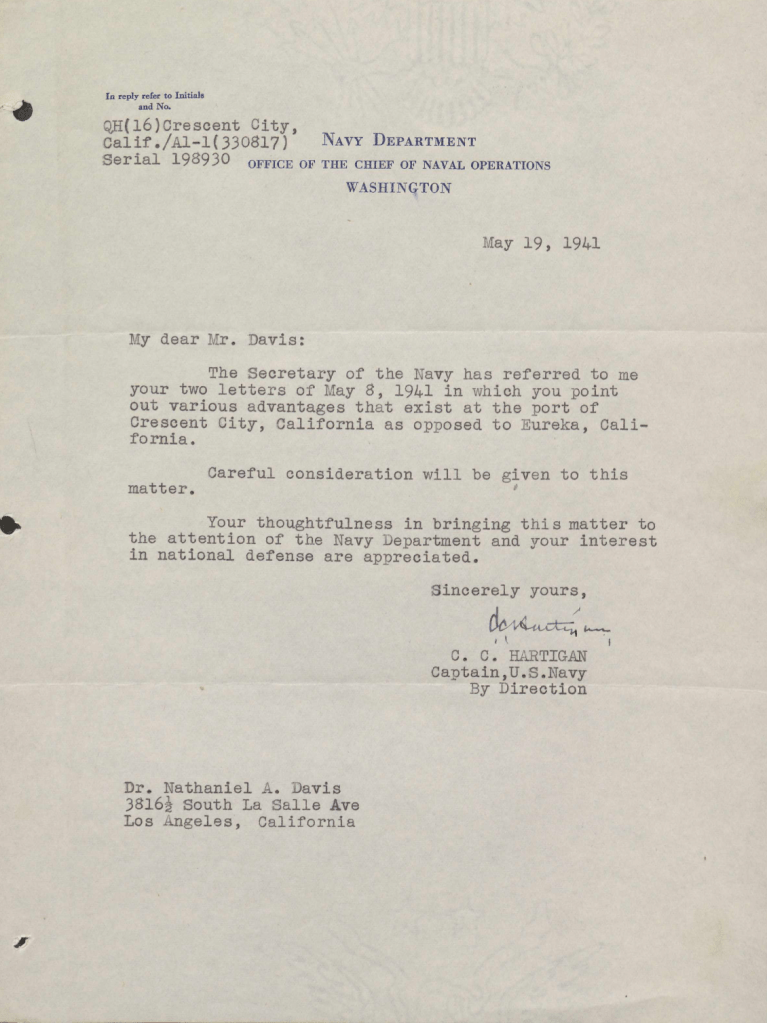 In reply refer to Initials
and No.
QH(16)Crescent City,
Calif./A1-1(330817)
Serial 198930
NAVY DEPARTMENT
OFFICE OF THE CHIEF OF NAVAL OPERATIONS
WASHINGTON
May 19, 1941
My dear Mr. Davis:
The Secretary of the Navy has referred to me
your two letters of May 8, 1941 in which you point
out various advantages that exist at the port of
Crescent City, California as opposed to Eureka, Cali-
fornia.
Careful consideration will be given to this
matter.
Your thoughtfulness in bringing this matter to
the attention of the Navy Department and your interest
in national defense are appreciated.
Sincerely yours,
CCHartigan
C. C. HARTIGAN
Captain,U.S.Navy
By Direction
Dr. Nathaniel A. Davis
3816½ South La Salle Ave
Los Angeles, California